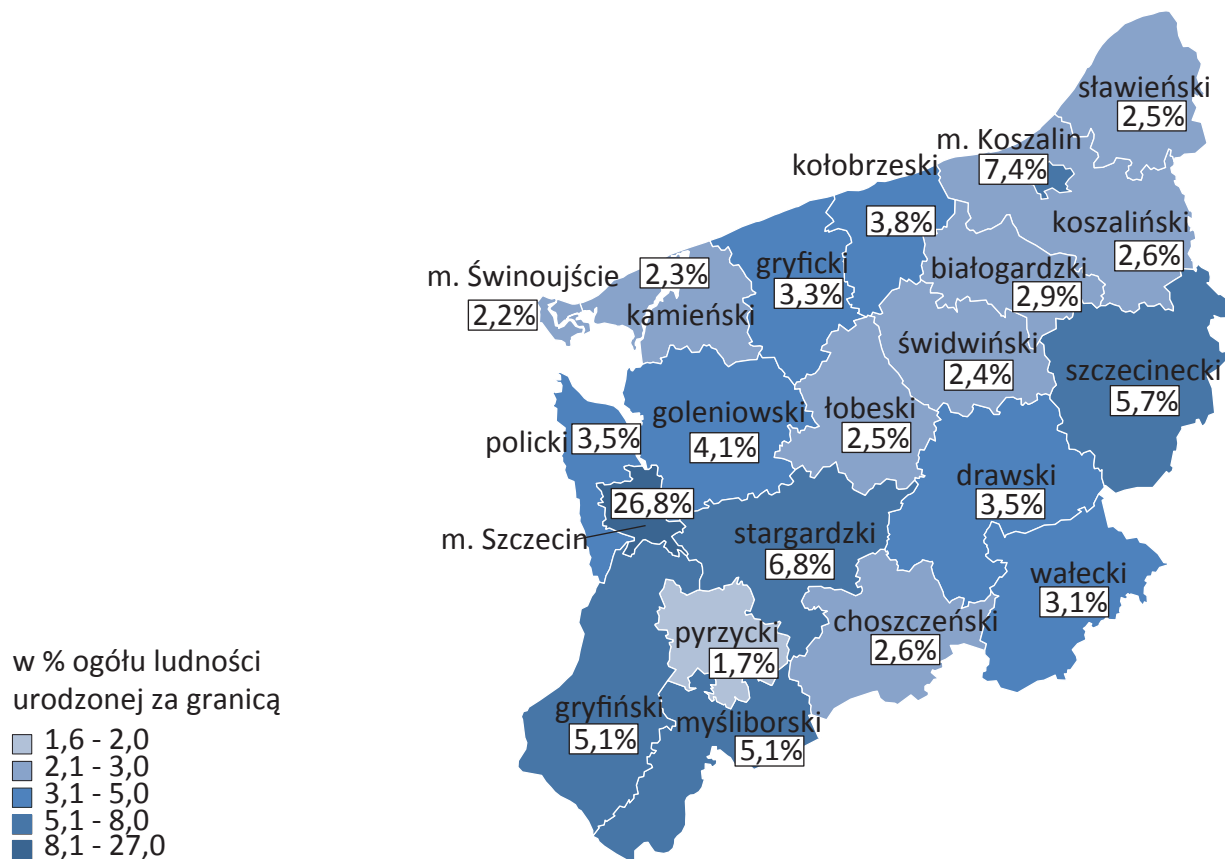 sławieński
2,5%
m. Koszalin
7,4%
kołobrzeski
3,8%
koszaliński
2,6%
gryficki
3,3%
białogardzki
2,9%
m. Świnoujście
2,2%
2,3%
kamieński
świdwiński
2,4%
szczecinecki
5,7%
goleniowski
4,1%
łobeski
2,5%
policki
3,5%
drawski
3,5%
26,8%
m. Szczecin
stargardzki
6,8%
wałecki
3,1%
choszczeński
2,6%
pyrzycki
1,7%
gryfiński
5,1%
myśliborski
5,1%
w % ogółu ludności
urodzonej za granicą
1,6 - 2,0
2,1 - 3,0
3,1 - 5,0
5,1 - 8,0
8,1 - 27,0